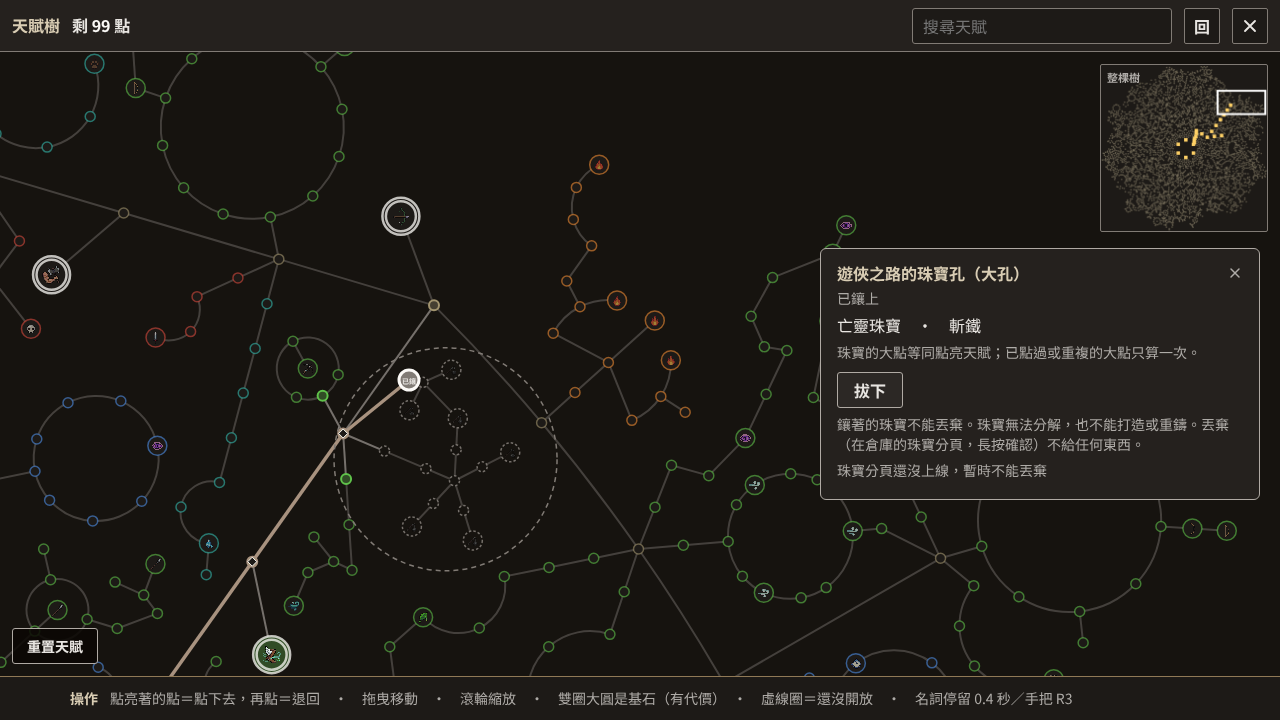 天賦樹 剩 99 點
搜尋天賦
回
整棵樹
遊俠之路的珠寶孔（大孔）
已鑲上
亡靈珠寶 • 斬鐵
珠寶的大點等同點亮天賦；已點過或重複的大點只算一次。
拔下
鑲著的珠寶不能丟棄。珠寶無法分解，也不能打造或重鑄。丟棄
（在倉庫的珠寶分頁，長按確認）不給任何東西。
珠寶分頁還沒上線，暫時不能丟棄
已鑲
重置天賦
操作 點亮著的點＝點下去，再點＝退回 • 拖曳移動 • 滾輪縮放 • 雙圈大圓是基石（有代價） • 虛線圈＝還沒開放 • 名詞停留 0.4 秒／手把 R3